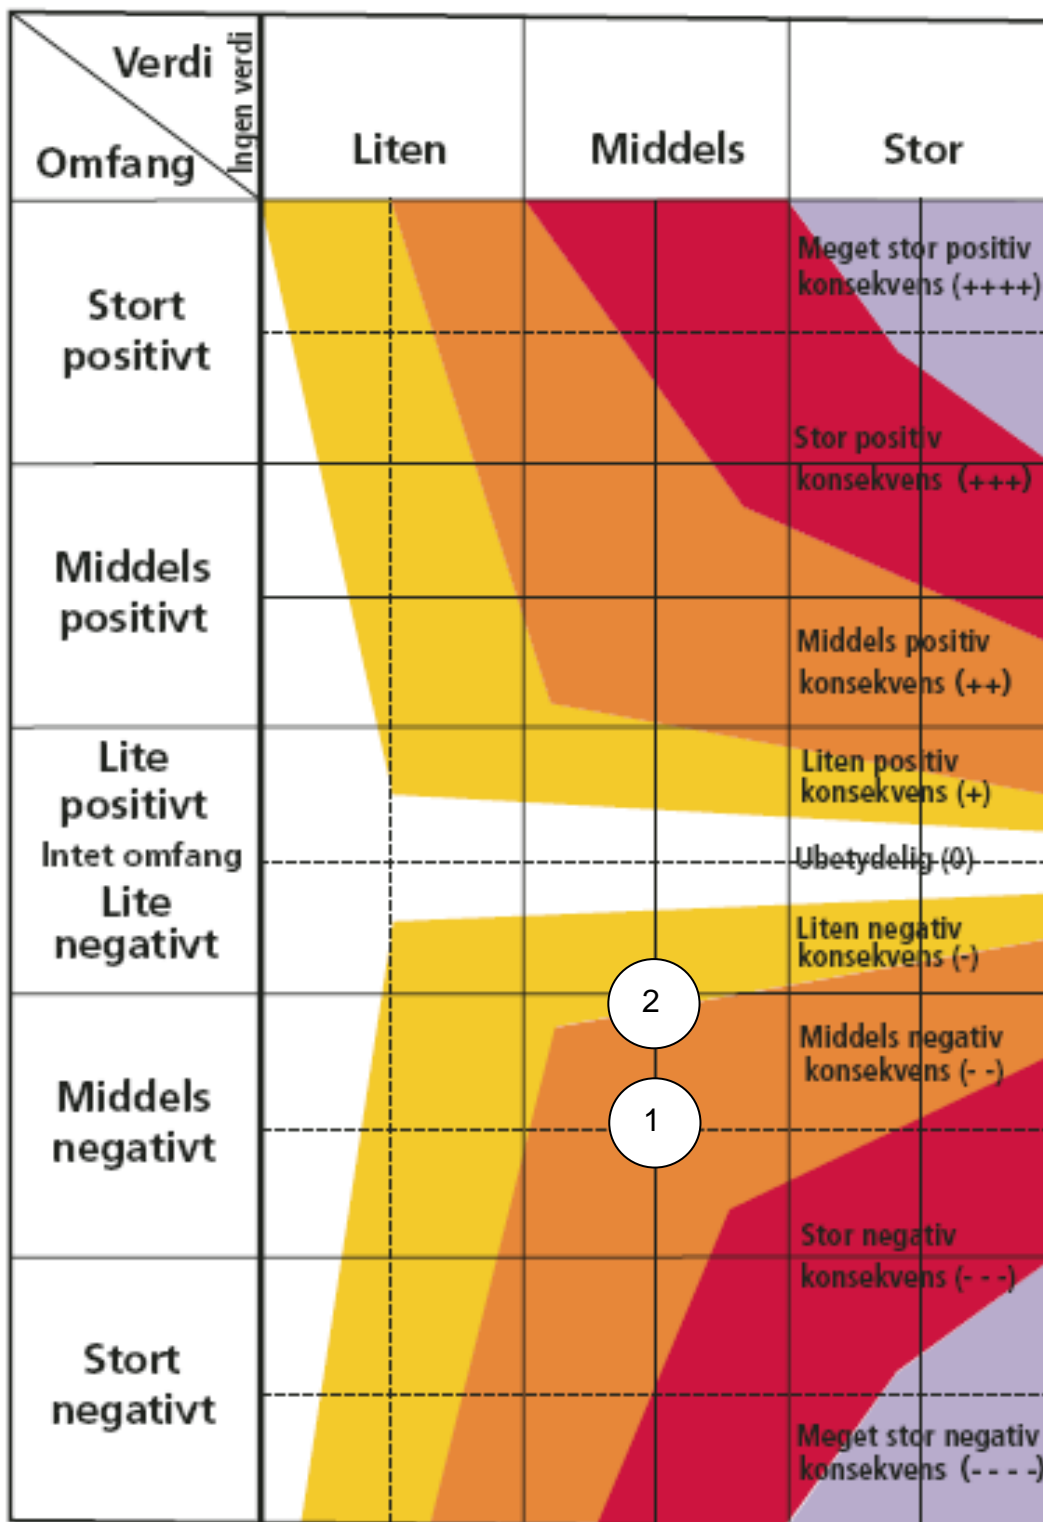 Verdi
Ingen verdi
Omfang
Liten
Middels
Stor
Stort
positivt
Meget stor positiv
konsekvens (++++)
Stor positiv
konsekvens (+++)
Middels
positivt
Middels positiv
konsekvens (++)
Lite
positivt
Liten positiv
konsekvens (+)
Intet omfang
Ubetydelig (0)
Lite
negativt
Liten negativ
konsekvens (-)
2
Middels
negativt
Middels negativ
konsekvens (- -)
1
Stor negativ
konsekvens (- - -)
Stort
negativt
Meget stor negativ
konsekvens (- - - -)